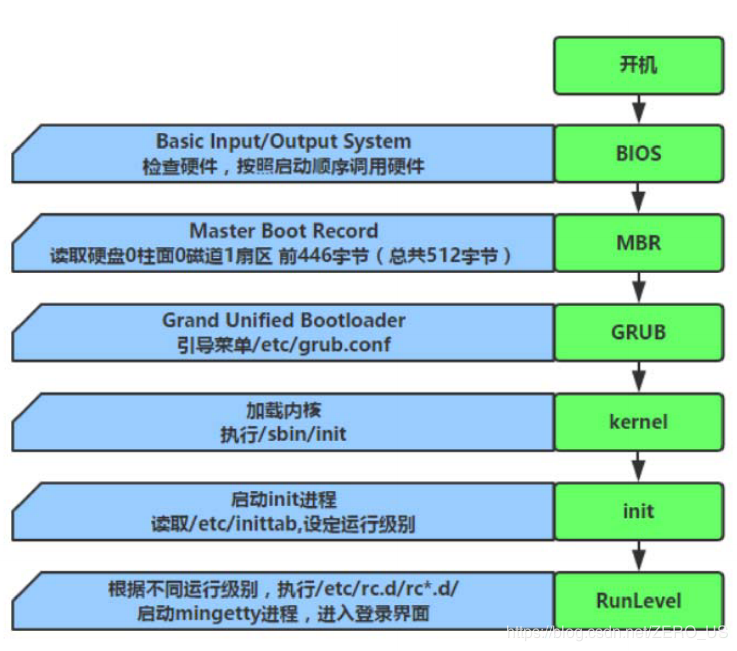 开机
Basic Input/Output System
检查硬件，按照启动顺序调用硬件
BIOS
Master Boot Record
读取硬盘0柱面0磁道1扇区 前446字节（总共512字节）
MBR
Grand Unified Bootloader
引导菜单/etc/grub.conf
GRUB
加载内核
执行/sbin/init
kernel
启动init进程
读取/etc/inittab,设定运行级别
init
根据不同运行级别，执行/etc/rc.d/rc*.d/
启动mingetty进程，进入登录界面
RunLevel
https://blog.csdn.net/ZERO_US